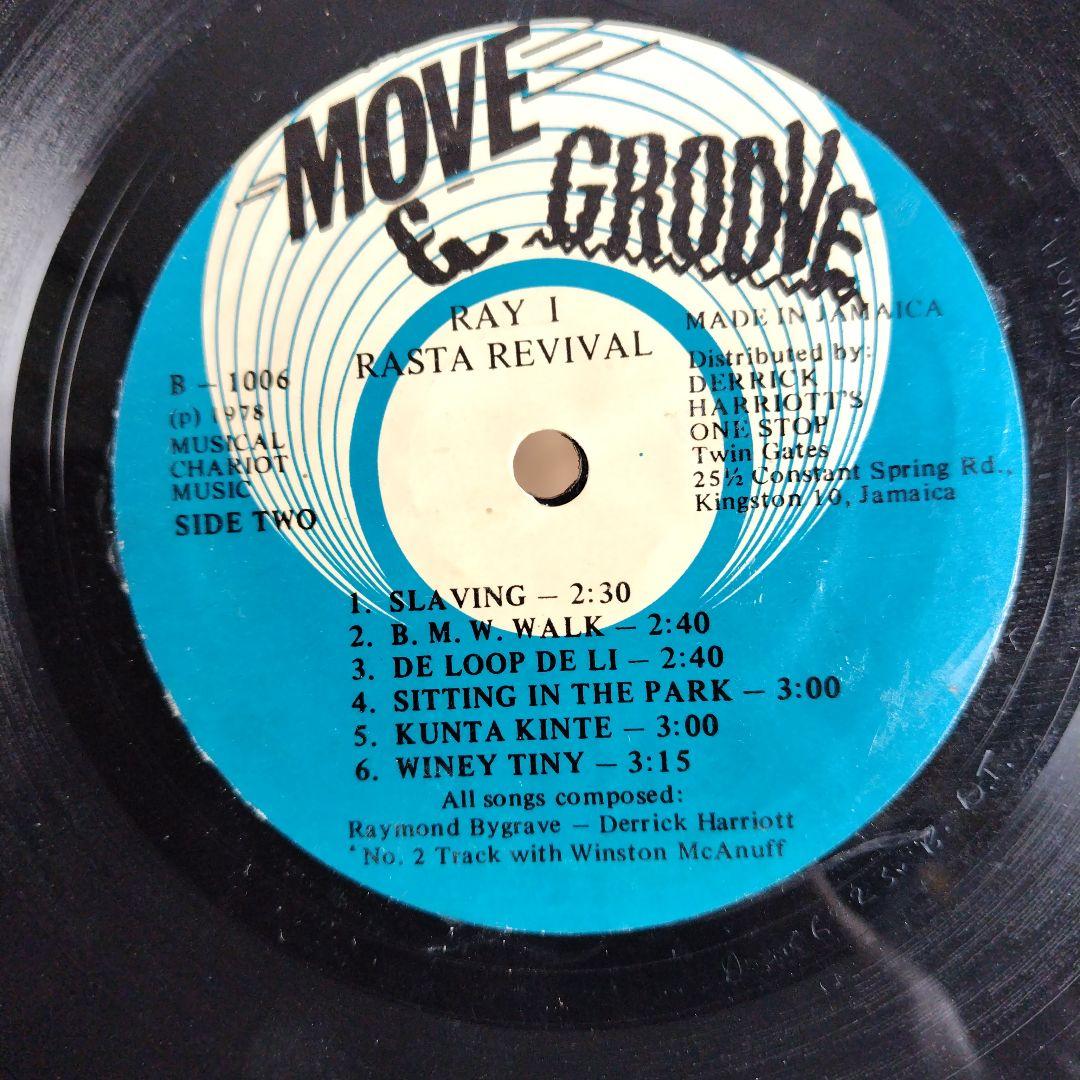 MOVE
& GROOVE
RAY I
RASTA REVIVAL
B – 1006
(p) 1978
MUSICAL
CHARIOT
MUSIC
SIDE TWO
MADE IN JAMAICA
Distributed by:
DERRICK
HARRIOTT'S
ONE STOP
Twin Gates
25½ Constant Spring Rd.,
Kingston 10, Jamaica
1. SLAVING – 2:30
2. B. M. W. WALK – 2:40
3. DE LOOP DE LI – 2:40
4. SITTING IN THE PARK – 3:00
5. KUNTA KINTE – 3:00
6. WINEY TINY – 3:15
All songs composed:
Raymond Bygrave – Derrick Harriott
* No. 2 Track with Winston McAnuff